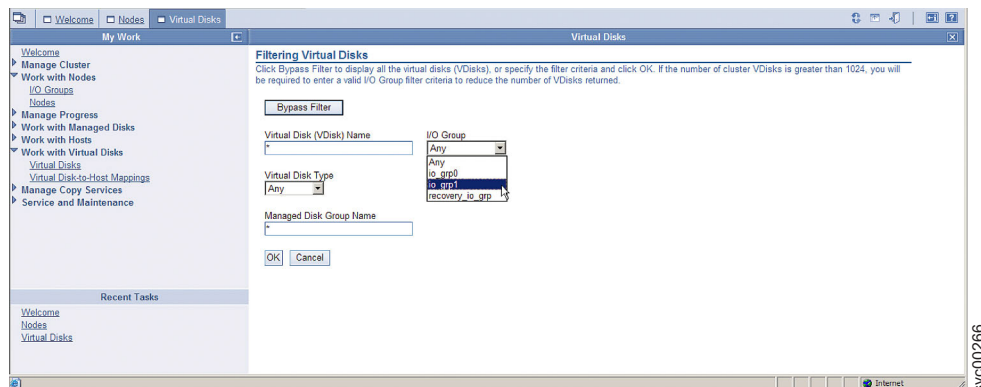 Welcome
Nodes
Virtual Disks
My Work
Virtual Disks
Welcome
Manage Cluster
Work with Nodes
I/O Groups
Nodes
Manage Progress
Work with Managed Disks
Work with Hosts
Work with Virtual Disks
Virtual Disks
Virtual Disk-to-Host Mappings
Manage Copy Services
Service and Maintenance
Recent Tasks
Welcome
Nodes
Virtual Disks
Filtering Virtual Disks
Click Bypass Filter to display all the virtual disks (VDisks), or specify the filter criteria and click OK. If the number of cluster VDisks is greater than 1024, you will
be required to enter a valid I/O Group filter criteria to reduce the number of VDisks returned.
Bypass Filter
Virtual Disk (VDisk) Name
*
I/O Group
Any
Any
io_grp0
io_grp1
recovery_io_grp
Virtual Disk Type
Any
Managed Disk Group Name
*
OK
Cancel
Internet